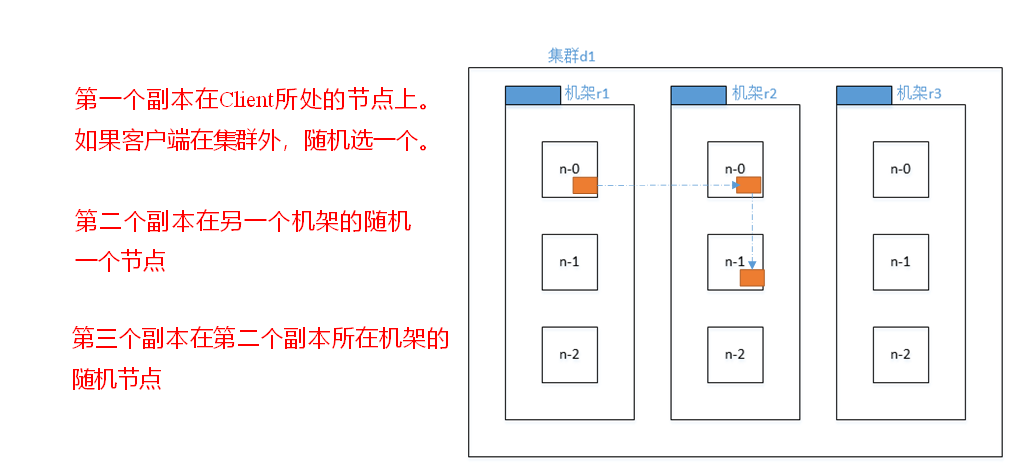 第一个副本在Client所处的节点上。
如果客户端在集群外，随机选一个。
第二个副本在另一个机架的随机
一个节点
第三个副本在第二个副本所在机架的
随机节点
集群d1
机架r1
机架r2
机架r3
n-0
n-0
n-0
n-1
n-1
n-1
n-2
n-2
n-2